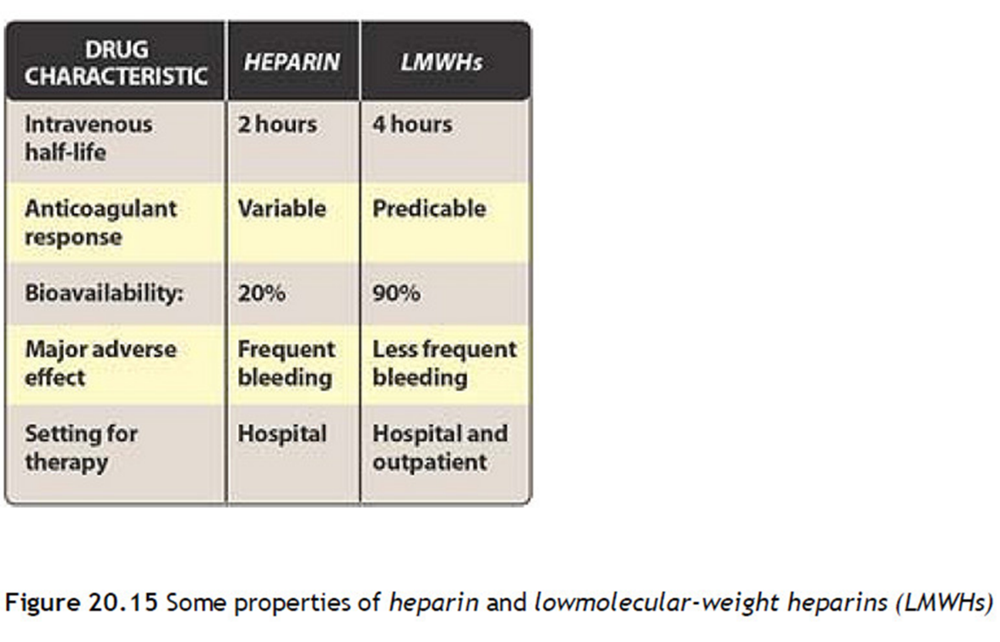 DRUG CHARACTERISTIC HEPARIN LMWHs
Intravenous half-life 2 hours 4 hours
Anticoagulant response Variable Predicable
Bioavailability: 20% 90%
Major adverse effect Frequent bleeding Less frequent bleeding
Setting for therapy Hospital Hospital and outpatient
Figure 20.15 Some properties of heparin and lowmolecular-weight heparins (LMWHs)